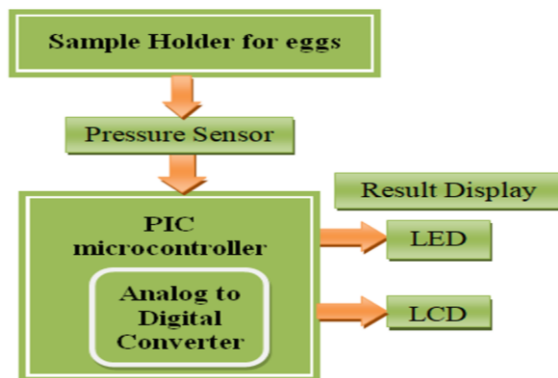 Sample Holder for eggs
Pressure Sensor
PIC
microcontroller
Analog to
Digital
Converter
Result Display
LED
LCD